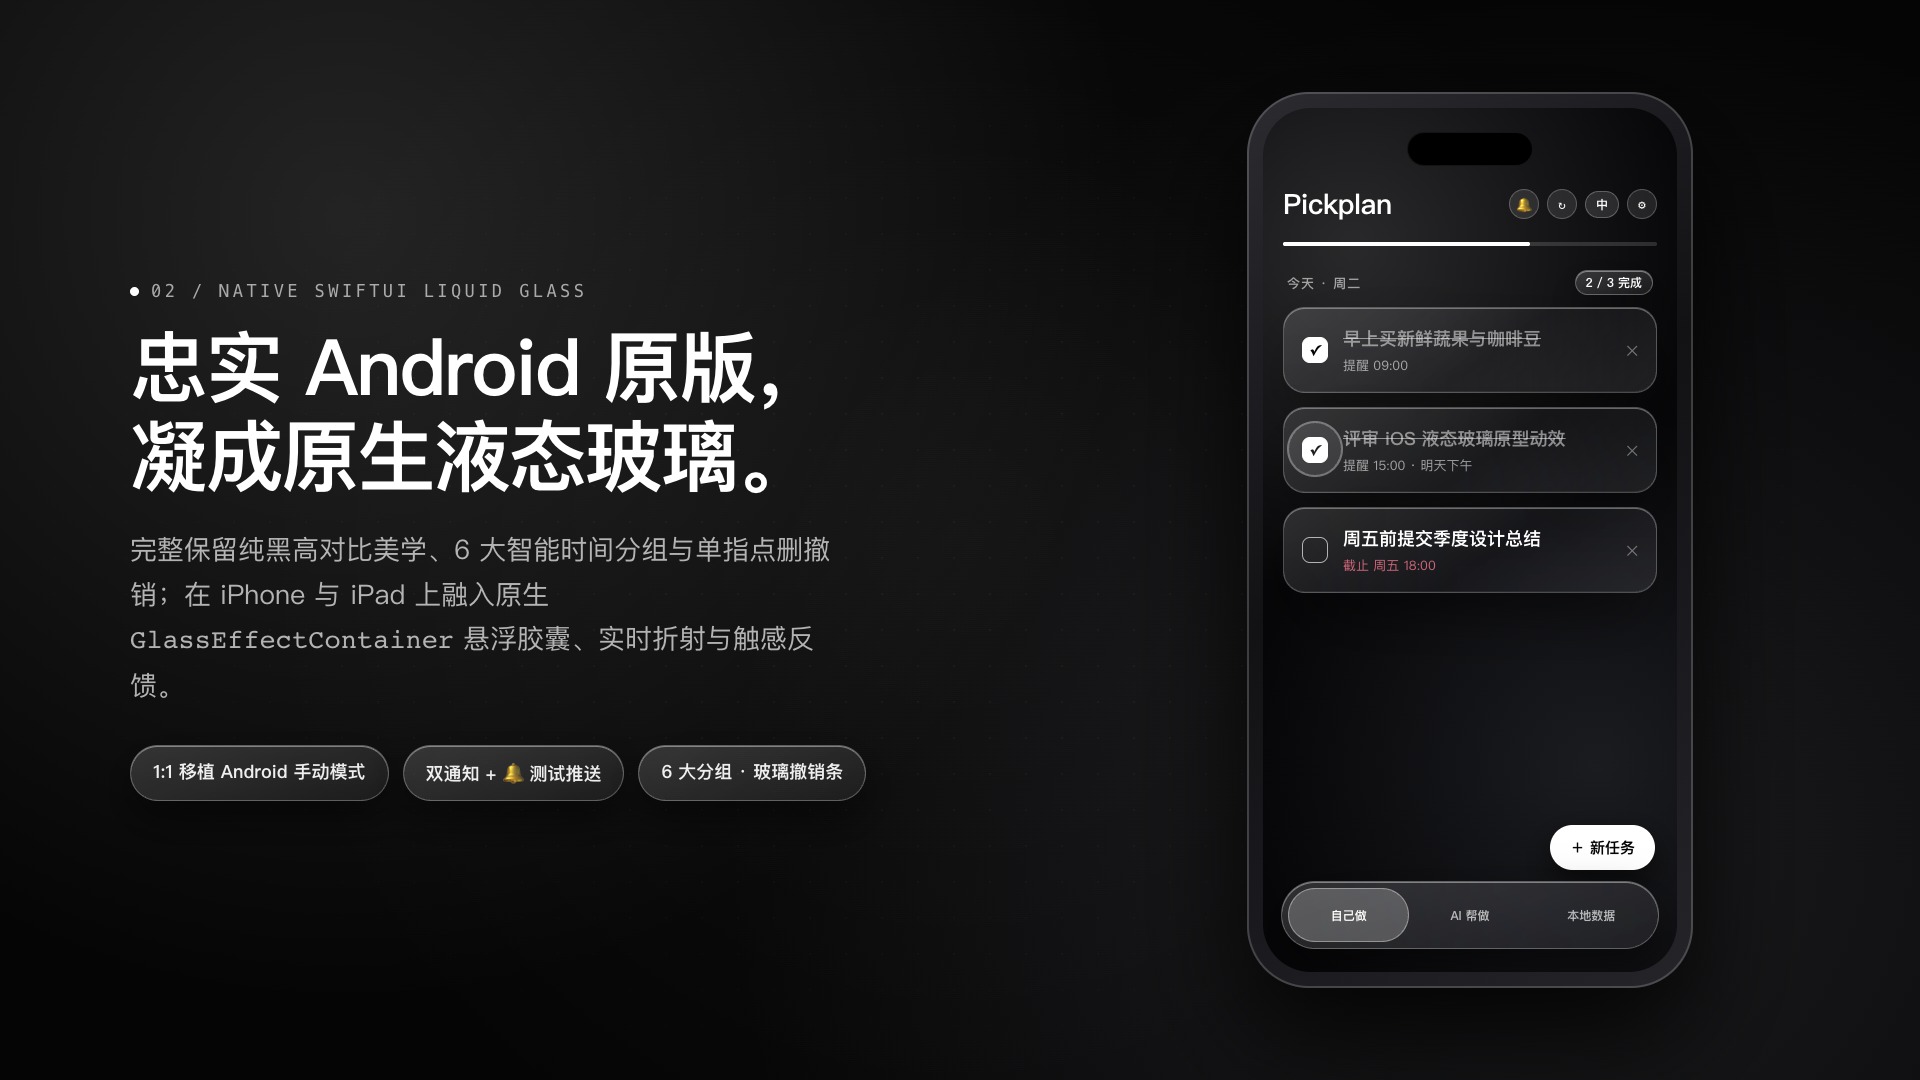 02 / NATIVE SWIFTUI LIQUID GLASS
忠实 Android 原版，
凝成原生液态玻璃。
完整保留纯黑高对比美学、6 大智能时间分组与单指点删撤
销；在 iPhone 与 iPad 上融入原生
GlassEffectContainer 悬浮胶囊、实时折射与触感反
馈。
1:1 移植 Android 手动模式
双通知 + 🔔 测试推送
6 大分组 · 玻璃撤销条
Pickplan
中
今天 · 周二
2 / 3 完成
早上买新鲜蔬果与咖啡豆
提醒 09:00
评审 iOS 液态玻璃原型动效
提醒 15:00 · 明天下午
周五前提交季度设计总结
截止 周五 18:00
+ 新任务
自己做
AI 帮做
本地数据